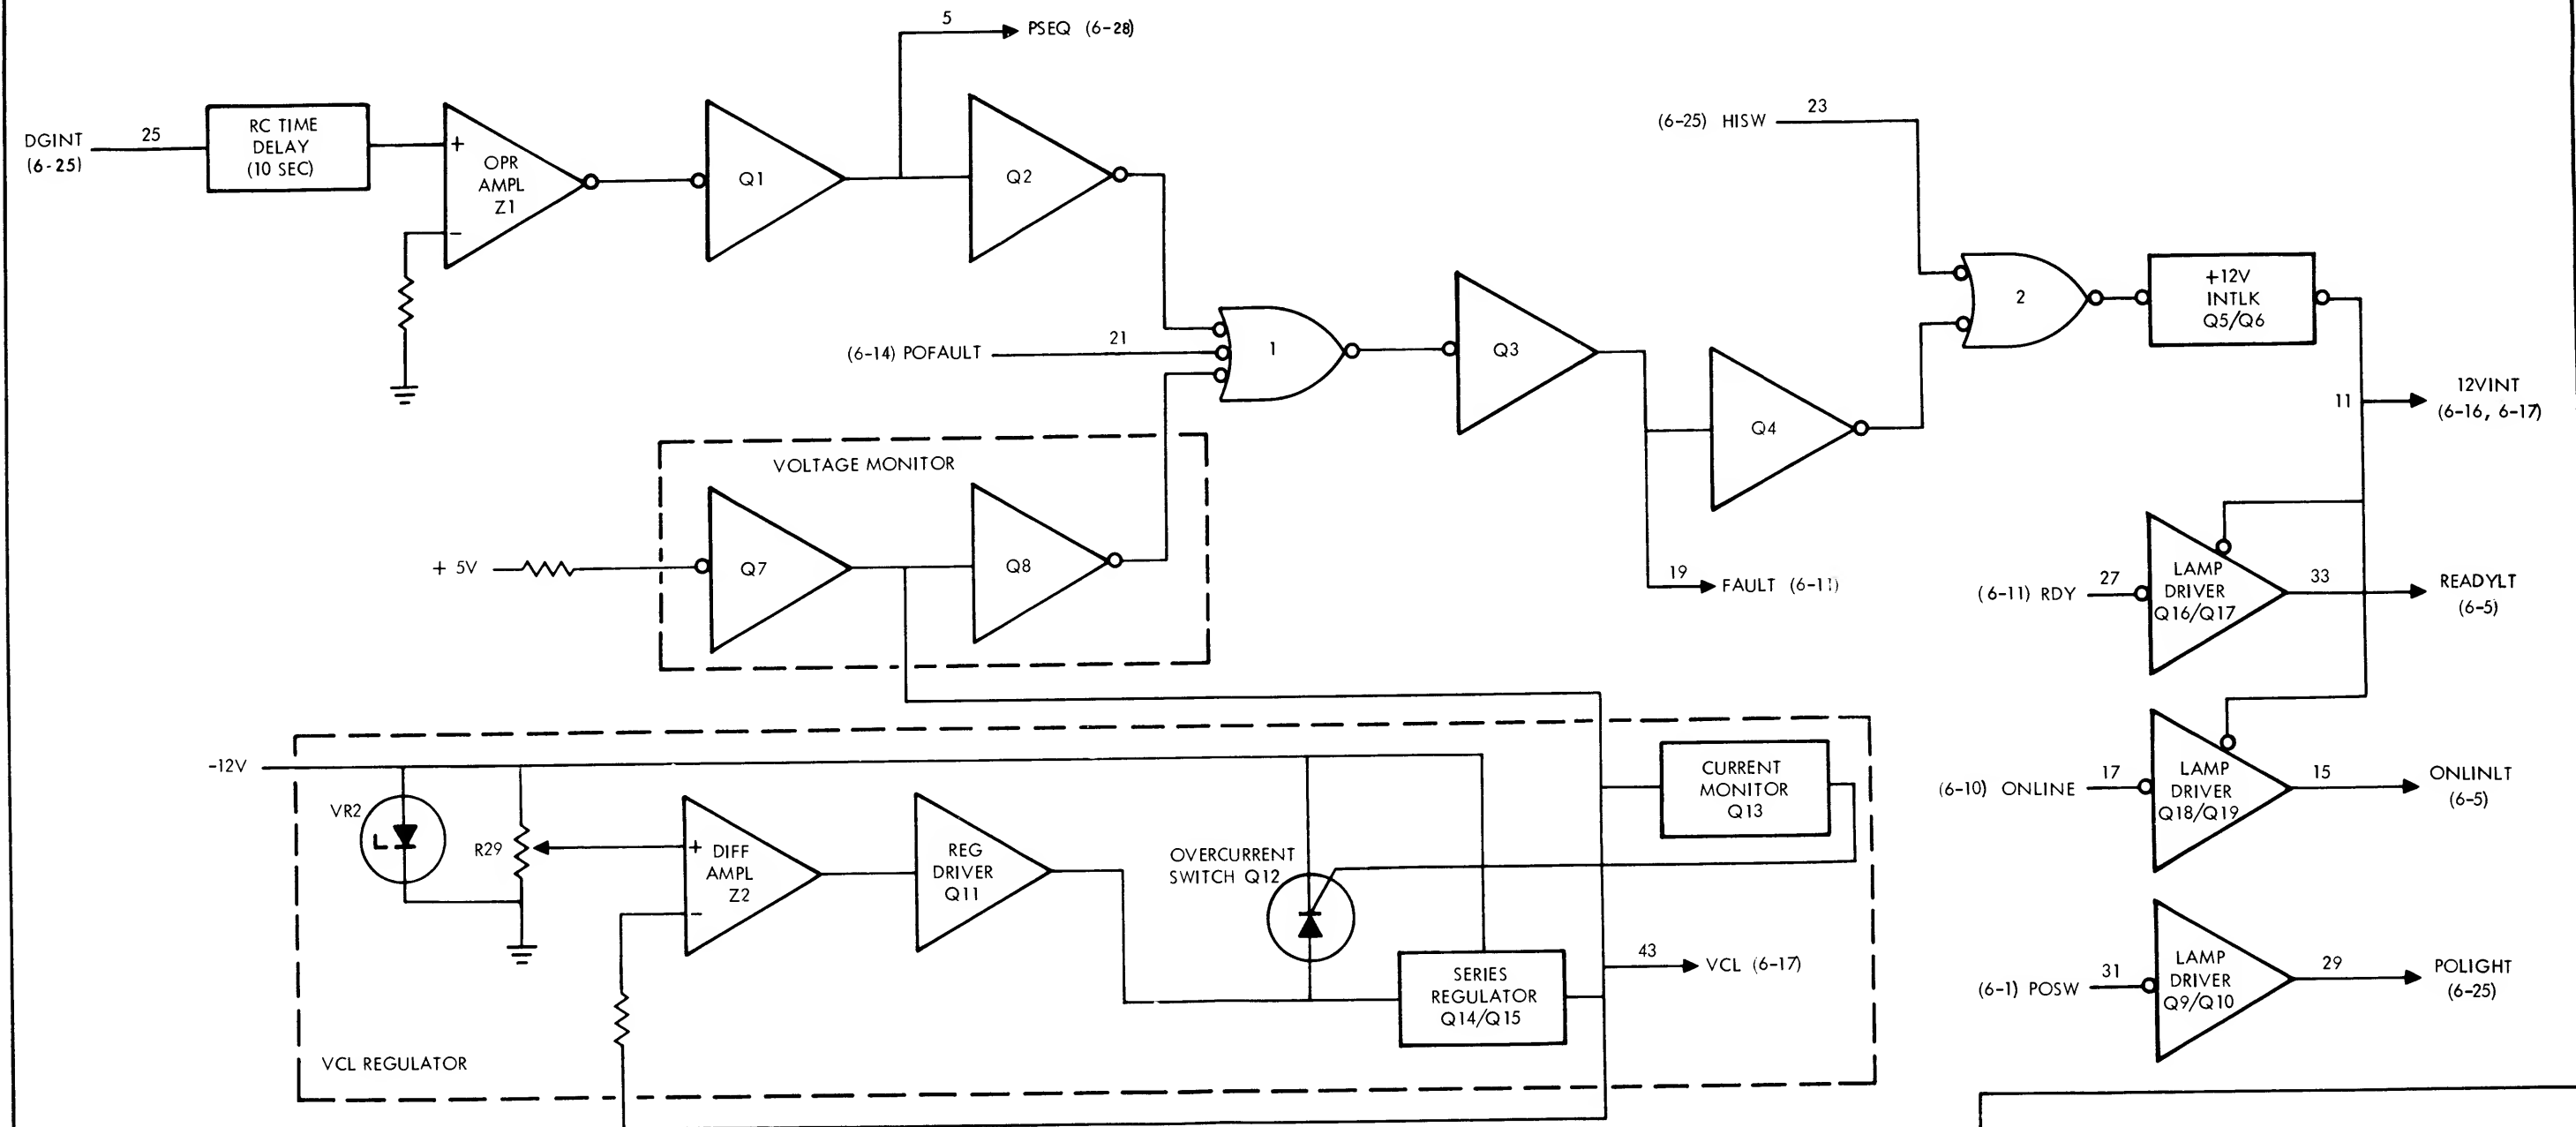 5
PSEQ (6-28)
DGINT
(6-25)
25
RC TIME
DELAY
(10 SEC)
+
OPR
AMPL
Z1
−
Q1
Q2
(6-25) HISW
23
(6-14) POFAULT
21
1
Q3
Q4
2
+12V
INTLK
Q5/Q6
11
12VINT
(6-16, 6-17)
VOLTAGE MONITOR
+ 5V
Q7
Q8
19
FAULT (6-11)
(6-11) RDY
27
LAMP
DRIVER
Q16/Q17
33
READYLT
(6-5)
-12V
VR2
R29
+
DIFF
AMPL
Z2
−
REG
DRIVER
Q11
OVERCURRENT
SWITCH Q12
CURRENT
MONITOR
Q13
SERIES
REGULATOR
Q14/Q15
43
VCL (6-17)
VCL REGULATOR
(6-10) ONLINE
17
LAMP
DRIVER
Q18/Q19
15
ONLINLT
(6-5)
(6-1) POSW
31
LAMP
DRIVER
Q9/Q10
29
POLIGHT
(6-25)